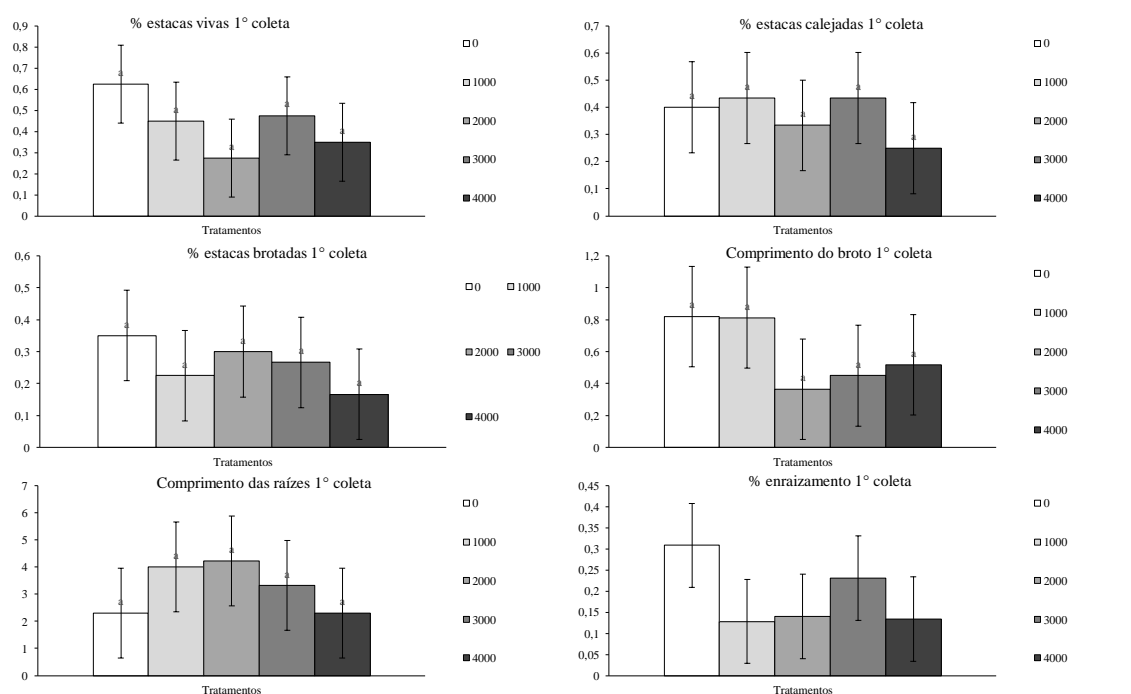 % estacas vivas 1° coleta
0,9
0,8
0,7
0,6
0,5
0,4
0,3
0,2
0,1
0
a
a
a
a
a
Tratamentos
0
1000
2000
3000
4000
% estacas calejadas 1° coleta
0,7
0,6
0,5
0,4
0,3
0,2
0,1
0
a
a
a
a
a
Tratamentos
0
1000
2000
3000
4000
% estacas brotadas 1° coleta
0,6
0,5
0,4
0,3
0,2
0,1
0
a
a
a
a
a
Tratamentos
0 1000
2000 3000
4000
Comprimento do broto 1° coleta
1,2
1
0,8
0,6
0,4
0,2
0
a
a
a
a
a
Tratamentos
0
1000
2000
3000
4000
Comprimento das raízes 1° coleta
7
6
5
4
3
2
1
0
a
a
a
a
a
Tratamentos
0
1000
2000
3000
4000
% enraizamento 1° coleta
0,45
0,4
0,35
0,3
0,25
0,2
0,15
0,1
0,05
0
Tratamentos
0
1000
2000
3000
4000